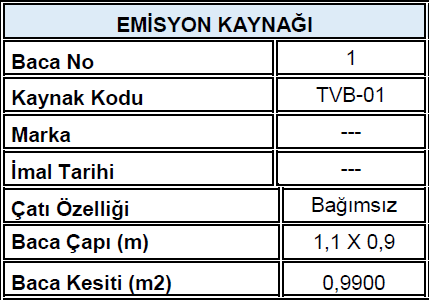 EMİSYON KAYNAĞI
Baca No 1
Kaynak Kodu TVB-01
Marka ---
İmal Tarihi ---
Çatı Özelliği Bağımsız
Baca Çapı (m) 1,1 X 0,9
Baca Kesiti (m2) 0,9900